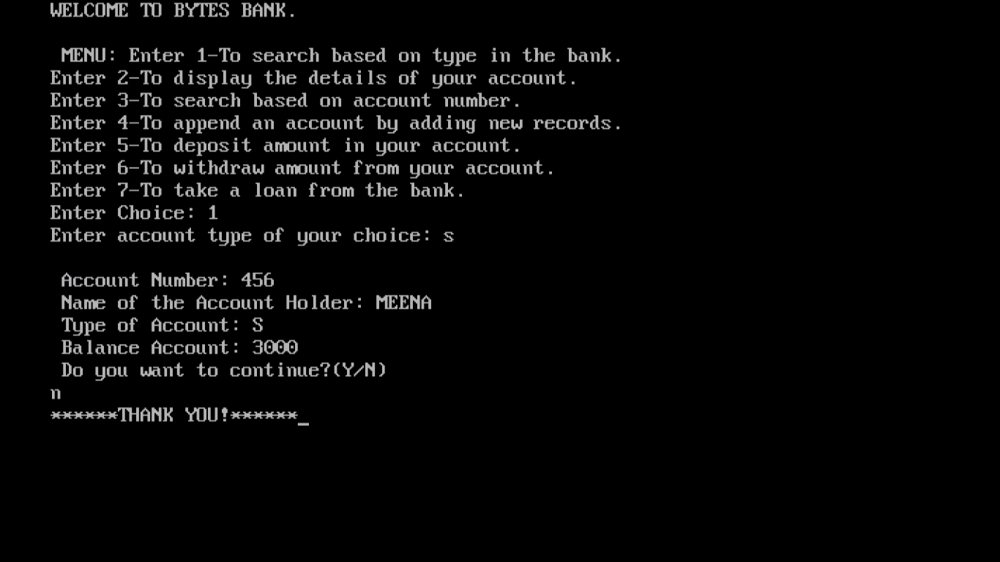 WELCOME TO BYTES BANK.
MENU: Enter 1-To search based on type in the bank.
Enter 2-To display the details of your account.
Enter 3-To search based on account number.
Enter 4-To append an account by adding new records.
Enter 5-To deposit amount in your account.
Enter 6-To withdraw amount from your account.
Enter 7-To take a loan from the bank.
Enter Choice: 1
Enter account type of your choice: s
Account Number: 456
Name of the Account Holder: MEENA
Type of Account: S
Balance Account: 3000
Do you want to continue?(Y/N)
n
******THANK YOU!******_